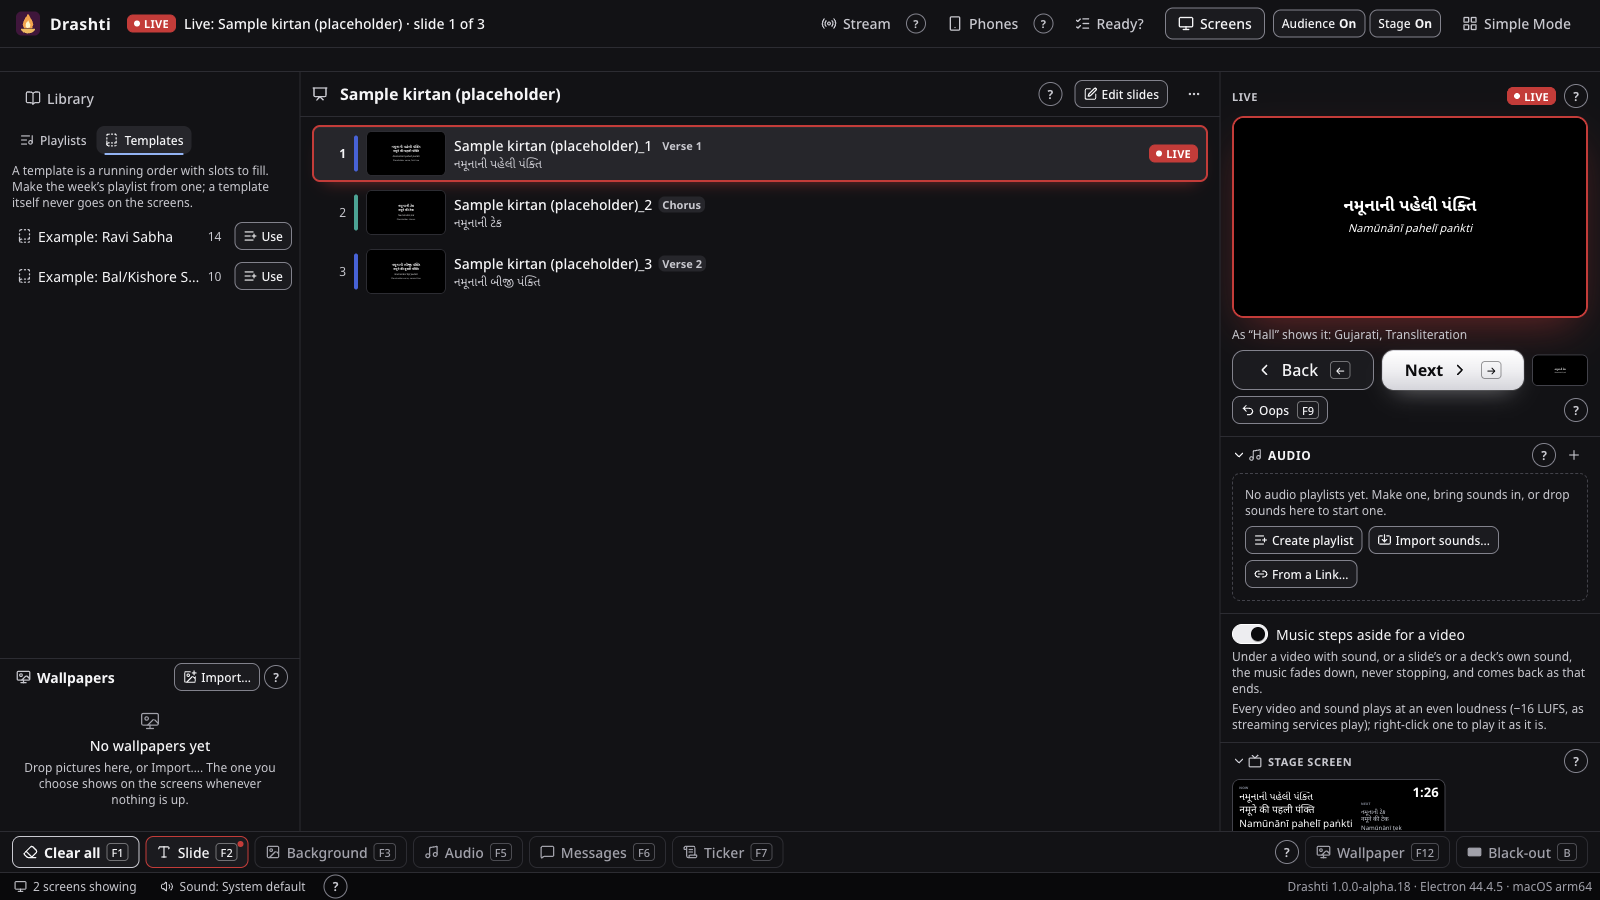 Drashti
LIVE
Live: Sample kirtan (placeholder) · slide 1 of 3
Stream
?
Phones
?
Ready?
Screens
Audience On
Stage On
Simple Mode
Library
Playlists
Templates
A template is a running order with slots to fill.
Make the week's playlist from one; a template
itself never goes on the screens.
Example: Ravi Sabha
14
Use
Example: Bal/Kishore S...
10
Use
Wallpapers
Import...
?
No wallpapers yet
Drop pictures here, or Import.... The one you
choose shows on the screens whenever
nothing is up.
Sample kirtan (placeholder)
?
Edit slides
1
Sample kirtan (placeholder)_1
Verse 1
નમૂનાની પહેલી પંક્તિ
LIVE
2
Sample kirtan (placeholder)_2
Chorus
નમૂનાની ટેક
3
Sample kirtan (placeholder)_3
Verse 2
નમૂનાની બીજી પંક્તિ
LIVE
LIVE
?
નમૂનાની પહેલી પંક્તિ
Namūnānī pahelī paṅkti
As “Hall” shows it: Gujarati, Transliteration
Back ←
Next →
Oops F9
?
AUDIO
?
No audio playlists yet. Make one, bring sounds in, or drop
sounds here to start one.
Create playlist
Import sounds...
From a Link...
Music steps aside for a video
Under a video with sound, or a slide’s or a deck’s own sound,
the music fades down, never stopping, and comes back as that
ends.
Every video and sound plays at an even loudness (−16 LUFS, as
streaming services play); right-click one to play it as it is.
STAGE SCREEN
?
નમૂનાની પહેલી પંક્તિ
नमूने की पहली पंक्ति
Namūnānī pahelī paṅkti
1:26
નમૂનાની ટેક
नमूने की टेक
Namūnānī ṭek
Clear all F1
Slide F2
Background F3
Audio F5
Messages F6
Ticker F7
?
Wallpaper F12
Black-out B
2 screens showing
Sound: System default
?
Drashti 1.0.0-alpha.18 · Electron 44.4.5 · macOS arm64